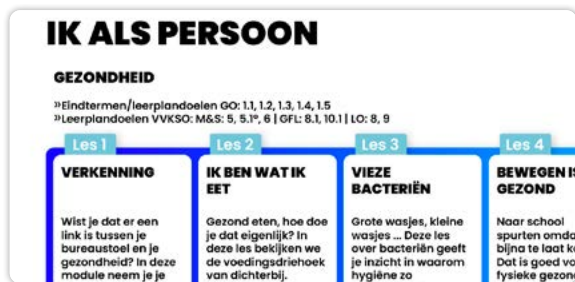 IK ALS PERSOON
GEZONDHEID
»Eindtermen/leerplandoelen GO: 1.1, 1.2, 1.3, 1.4, 1.5
»Leerplandoelen VVKSO: M&S: 5, 5.1°, 6 | GFL: 8.1, 10.1 | LO: 8, 9
Les 1
VERKENNING
Wist je dat er een
link is tussen je
bureaustoel en je
gezondheid? In deze
module neem je je
Les 2
IK BEN WAT IK
EET
Gezond eten, hoe doe
je dat eigenlijk? In
deze les bekijken we
de voedingsdriehoek
van dichterbij.
Les 3
VIEZE
BACTERIËN
Grote wasjes, kleine
wasjes ... Deze les
over bacteriën geeft
je inzicht in waarom
hygiëne zo
Les 4
BEWEGEN IS
GEZOND
Naar school
spurten omda
bijna te laat
Dat is goed
fysieke